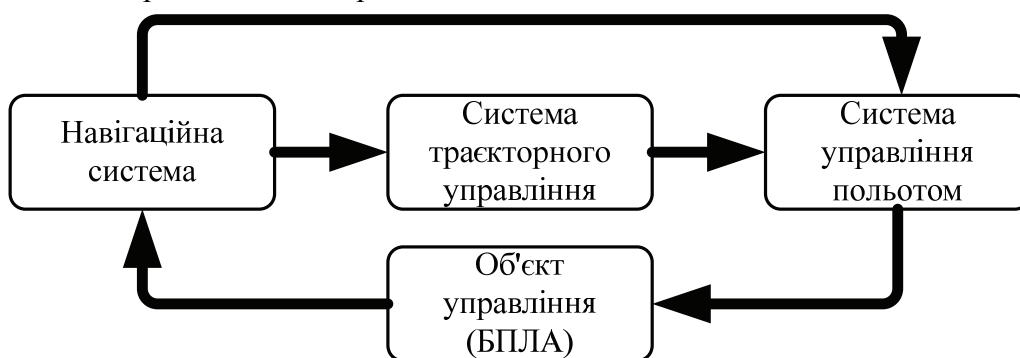 Навігаційна
система
Система
траєкторного
управління
Система
управління
польотом
Об'єкт
управління
(БПЛА)